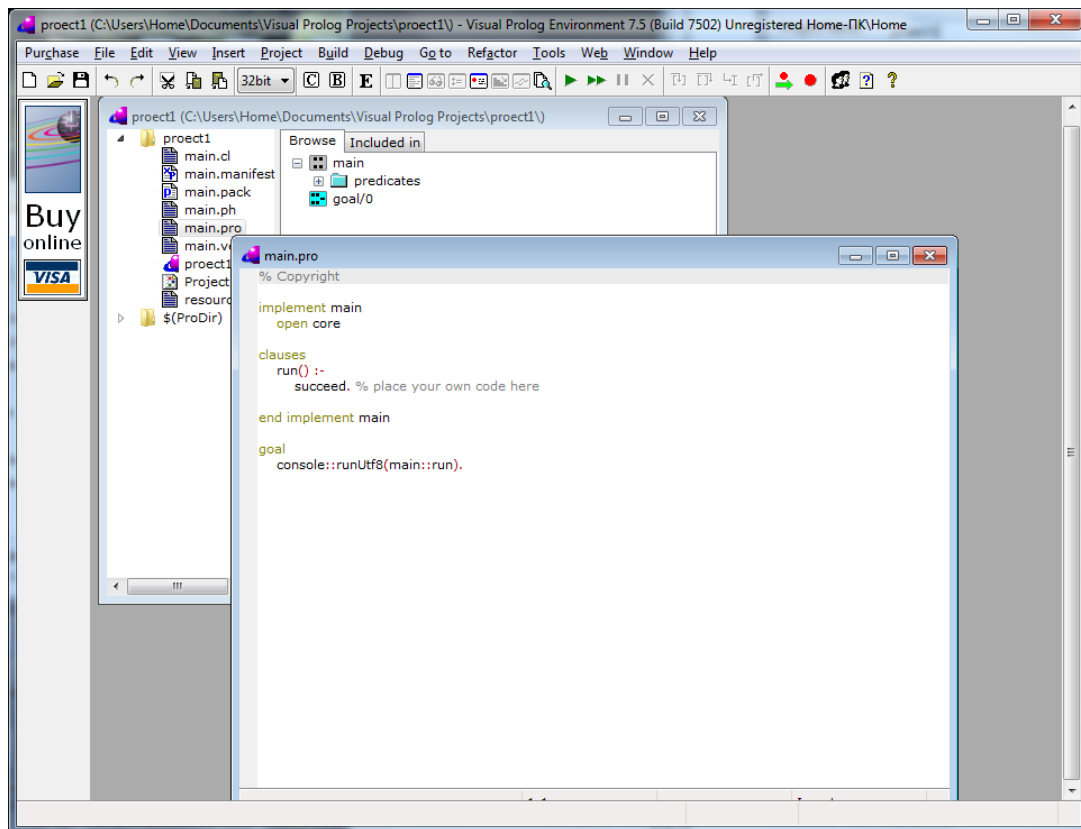 proect1 (C:\Users\Home\Documents\Visual Prolog Projects\proect1\) - Visual Prolog Environment 7.5 (Build 7502) Unregistered Home-ПК\Home
Purchase File Edit View Insert Project Build Debug Go to Refactor Tools Web Window Help
32bit C B E
Buy
online
VISA
proect1 (C:\Users\Home\Documents\Visual Prolog Projects\proect1\)
proect1
main.cl
main.manifest
main.pack
main.ph
main.pro
main.ve
proect1
Project
resourc
$(ProDir)
Browse Included in
main
predicates
goal/0
main.pro
% Copyright
implement main
open core
clauses
run() :-
succeed. % place your own code here
end implement main
goal
console::runUtf8(main::run).